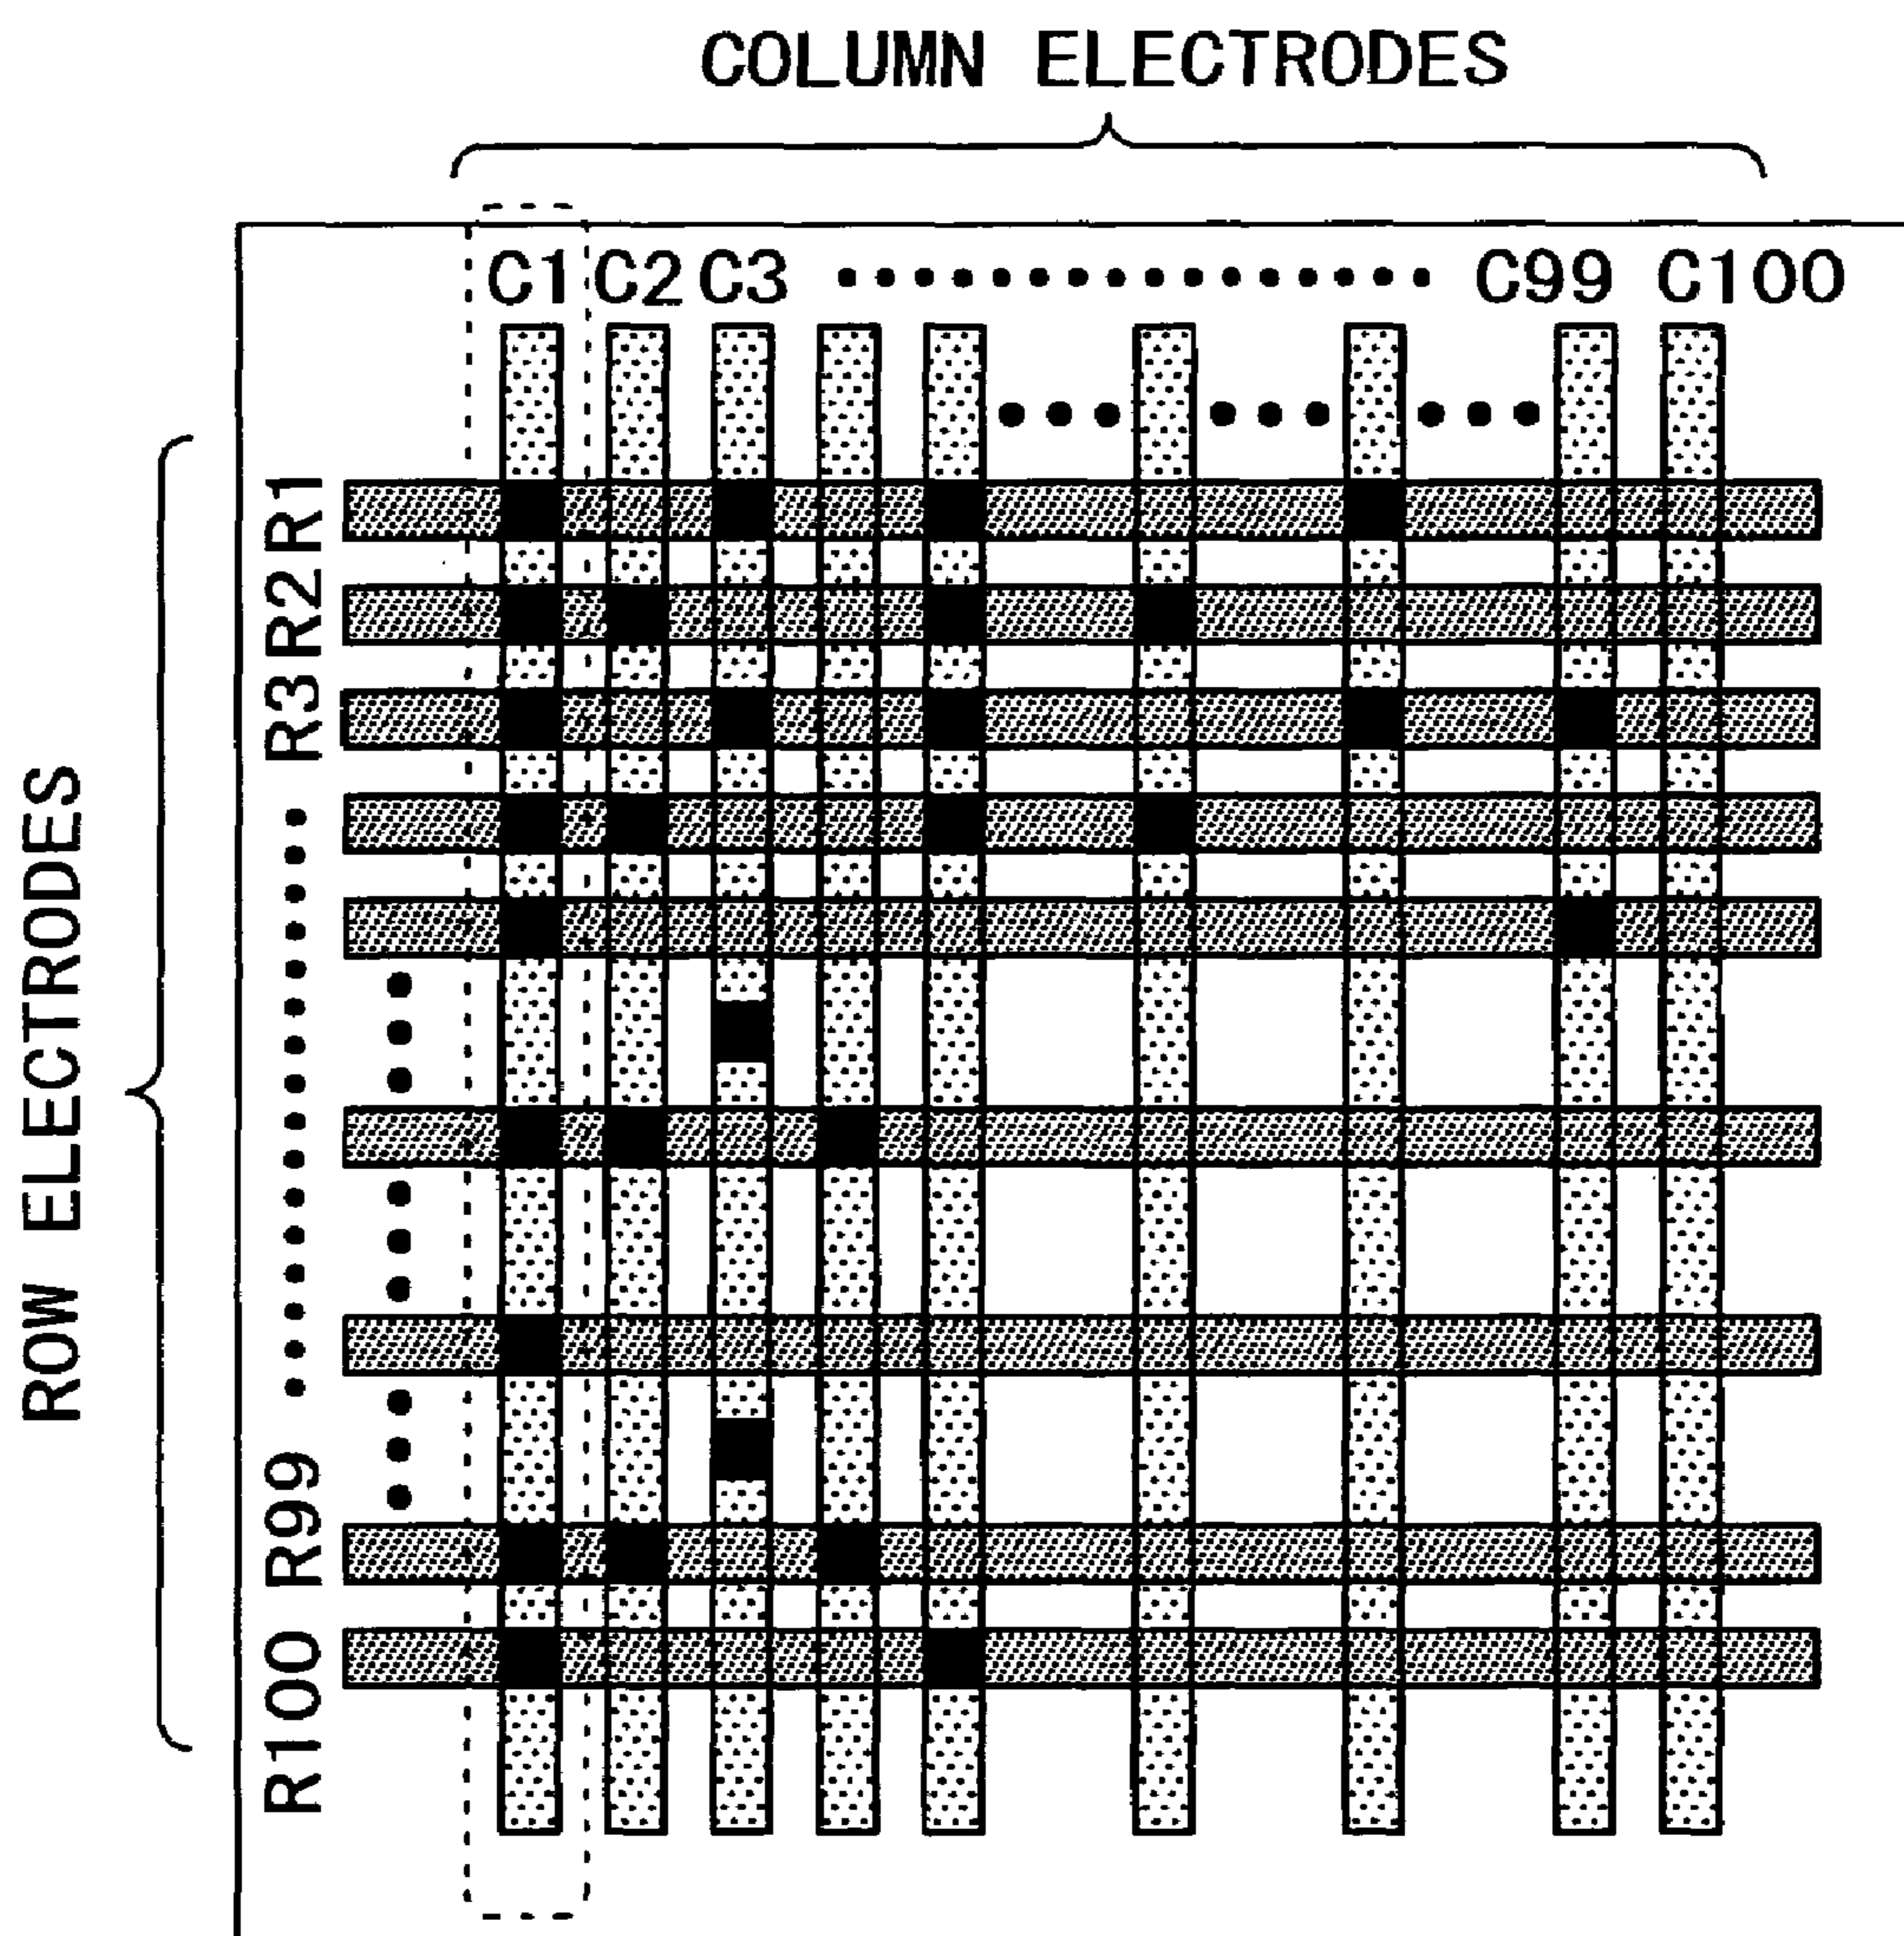 COLUMN ELECTRODES
C1 C2 C3 ............... C99 C100
ROW ELECTRODES
R1
R2
R3
R99
R100